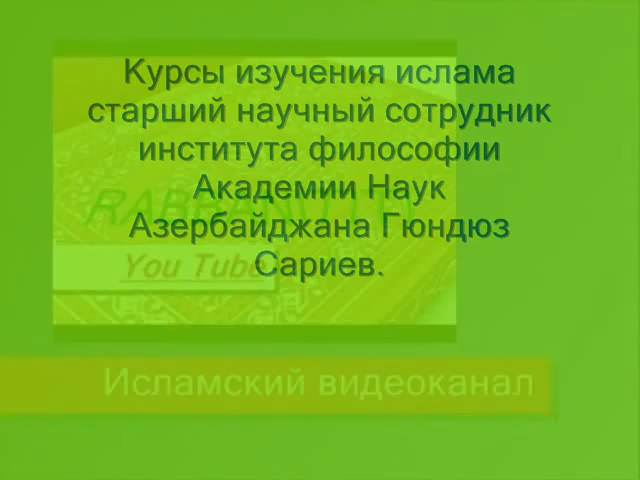 Курсы изучения ислама
старший научный сотрудник
института философии
Академии Наук
Азербайджана Гюндюз
Сариев.
You Tube
Исламский видеоканал